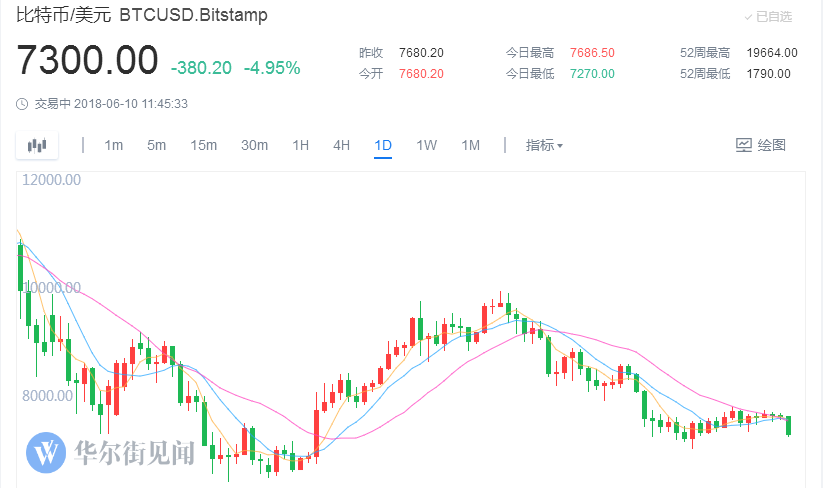 比特币/美元 BTCUSD.Bitstamp
已自选
7300.00 -380.20 -4.95%
昨收 7680.20 今日最高 7686.50 52周最高 19664.00
今开 7680.20 今日最低 7270.00 52周最低 1790.00
交易中 2018-06-10 11:45:33
1m 5m 15m 30m 1H 4H 1D 1W 1M 指标 绘图
12000.00
10000.00
8000.00
华尔街见闻